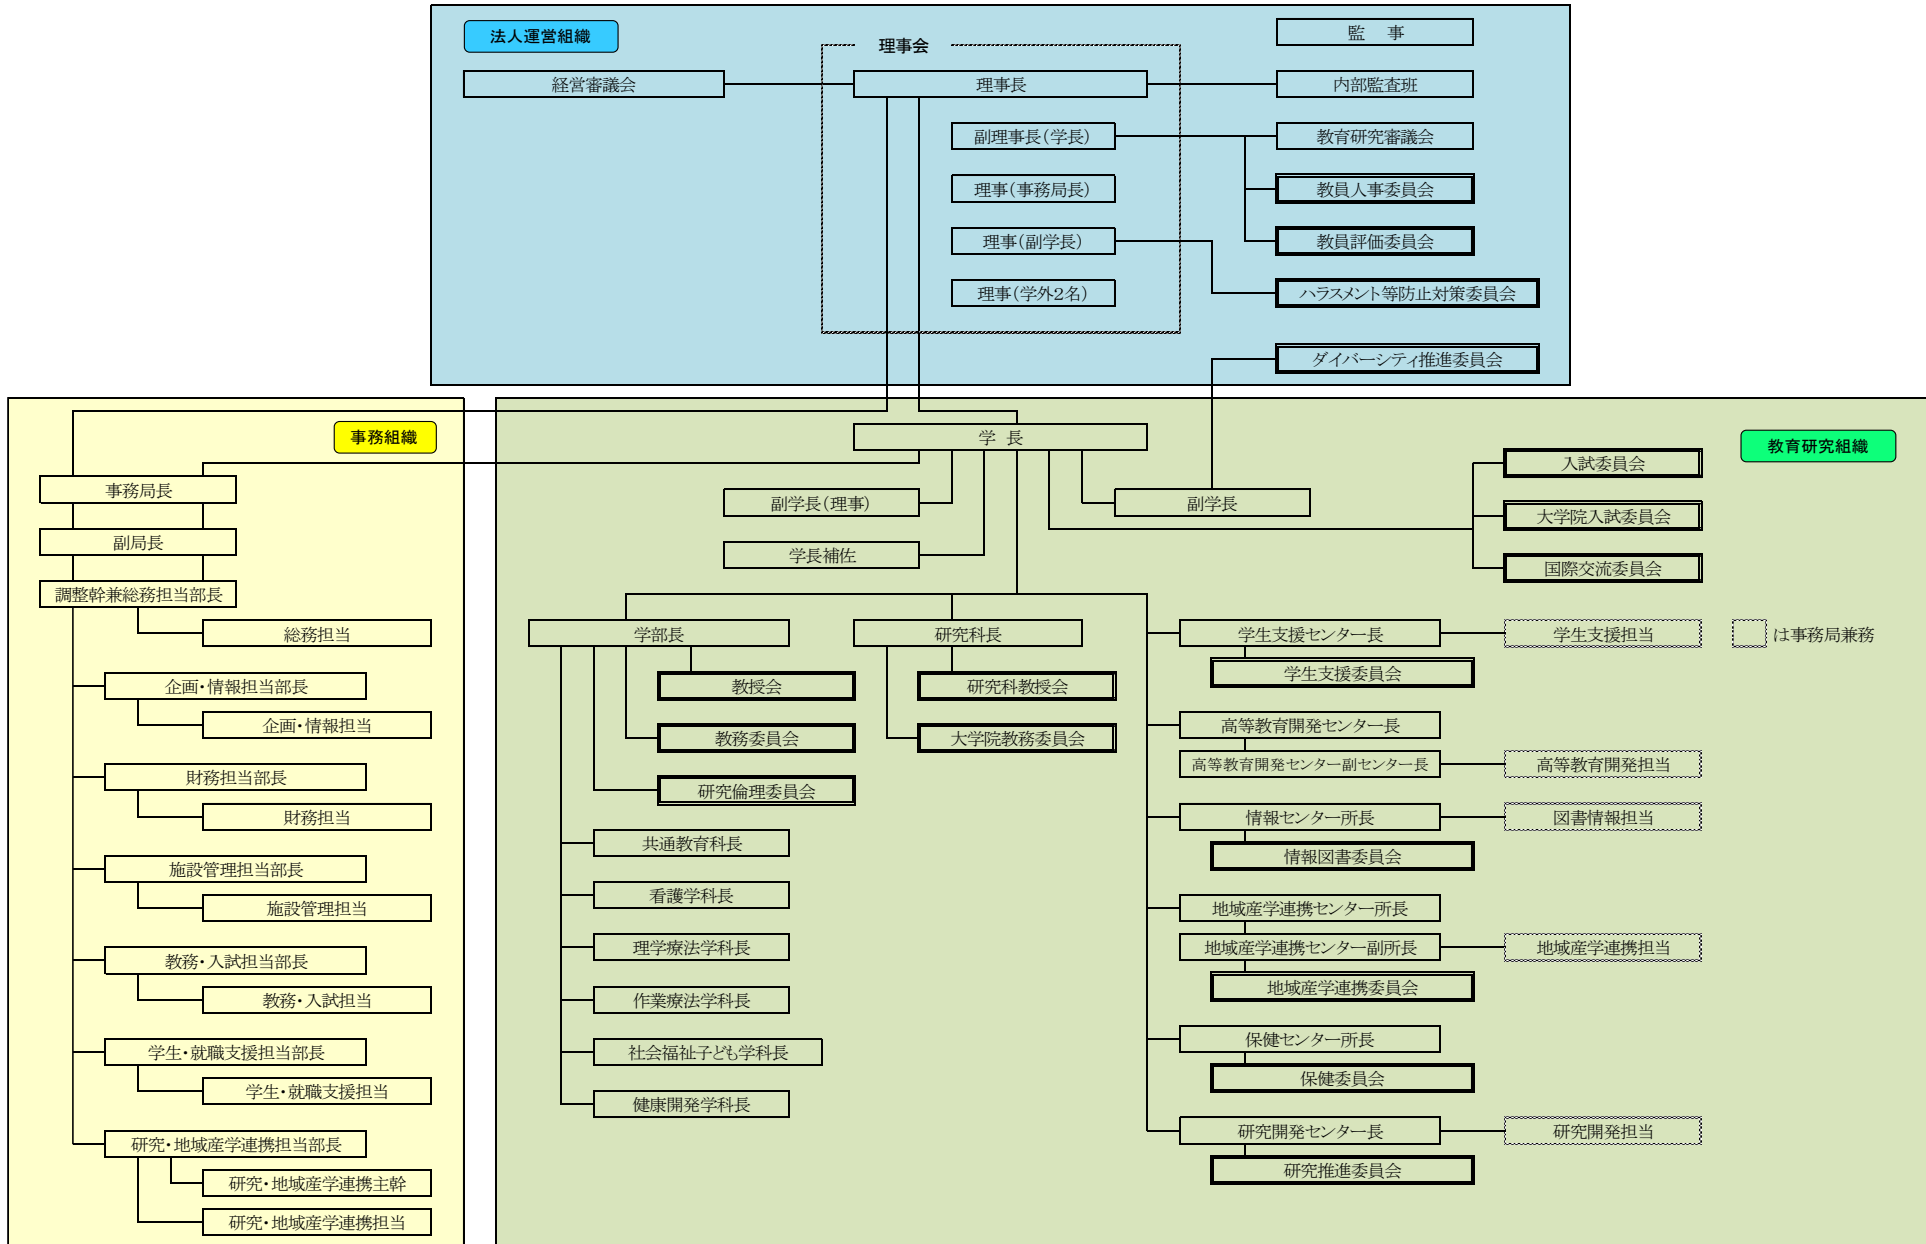 法人運営組織
理事会
監　事
経営審議会
理事長
内部監査班
副理事長(学長)
教育研究審議会
理事(事務局長)
教員人事委員会
理事(副学長)
教員評価委員会
理事(学外2名)
ハラスメント等防止対策委員会
ダイバーシティ推進委員会
事務組織
事務局長
副局長
調整幹兼総務担当部長
総務担当
企画・情報担当部長
企画・情報担当
財務担当部長
財務担当
施設管理担当部長
施設管理担当
教務・入試担当部長
教務・入試担当
学生・就職支援担当部長
学生・就職支援担当
研究・地域産学連携担当部長
研究・地域産学連携主幹
研究・地域産学連携担当
教育研究組織
学 長
副学長(理事)
副学長
学長補佐
入試委員会
大学院入試委員会
国際交流委員会
学部長
教授会
教務委員会
研究倫理委員会
共通教育科長
看護学科長
理学療法学科長
作業療法学科長
社会福祉子ども学科長
健康開発学科長
研究科長
研究科教授会
大学院教務委員会
学生支援センター長
学生支援担当
は事務局兼務
学生支援委員会
高等教育開発センター長
高等教育開発センター副センター長
高等教育開発担当
情報センター所長
図書情報担当
情報図書委員会
地域産学連携センター所長
地域産学連携センター副所長
地域産学連携担当
地域産学連携委員会
保健センター所長
保健委員会
研究開発センター長
研究開発担当
研究推進委員会